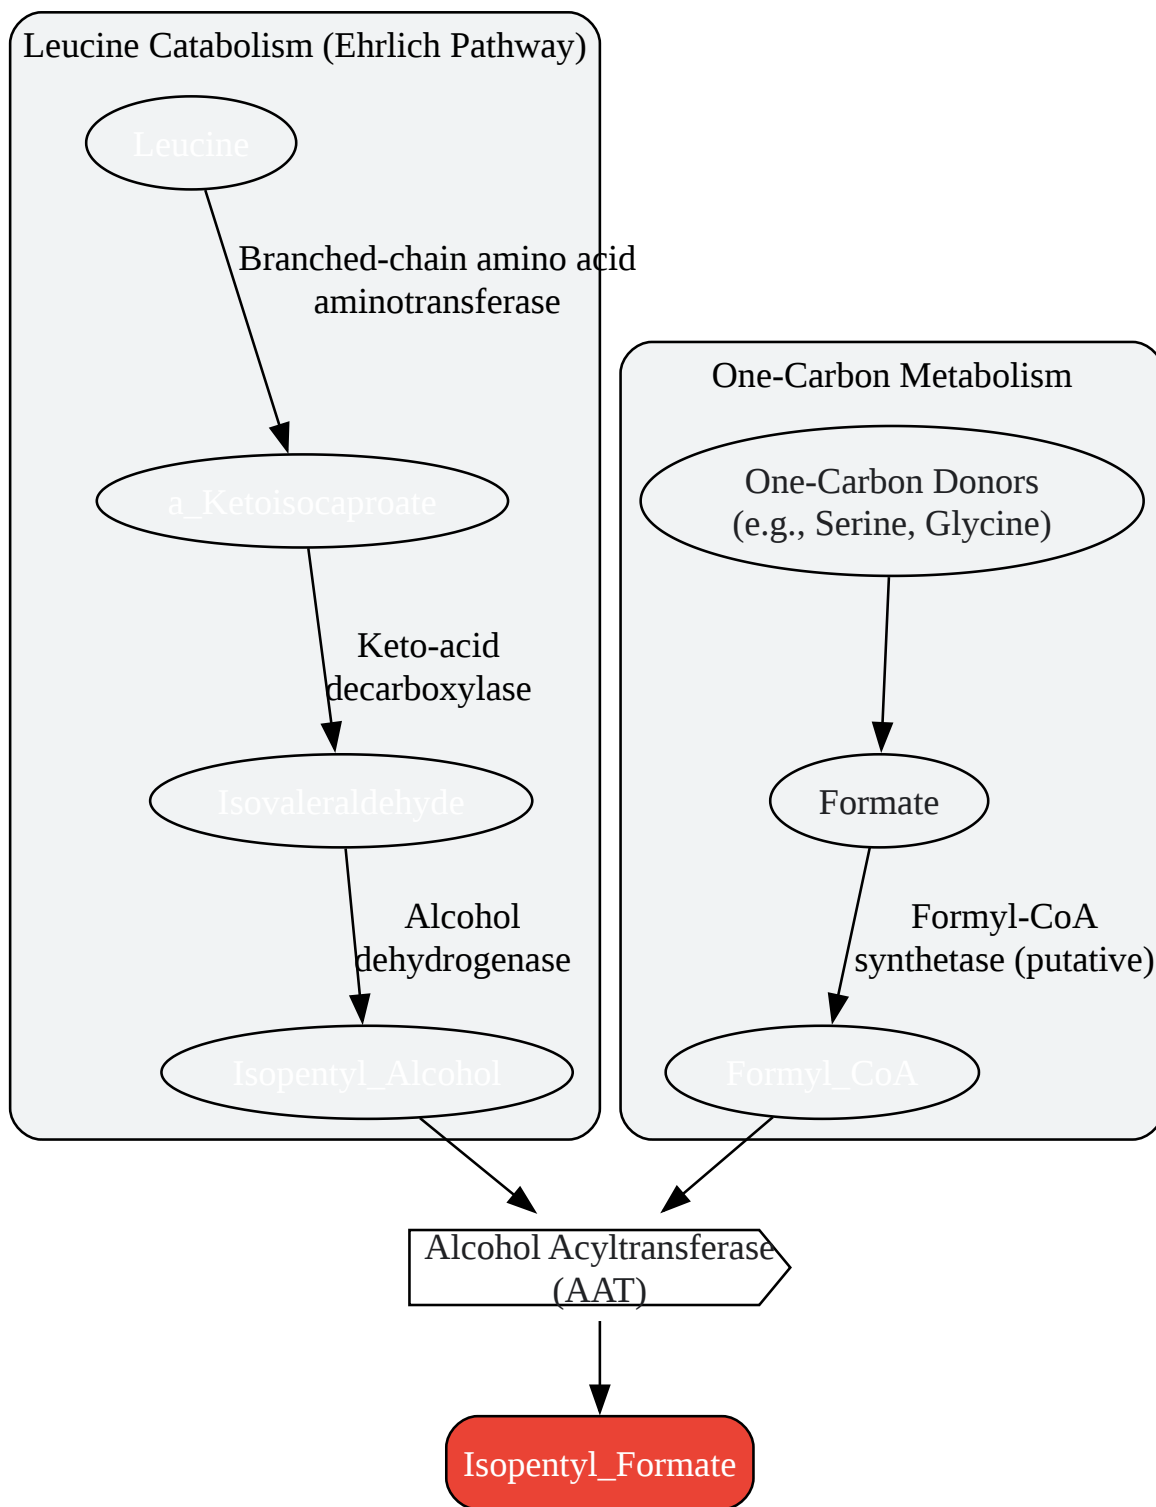 Leucine Catabolism (Ehrlich Pathway)
Leucine
Branched-chain amino acid
aminotransferase
a_Ketoisocaproate
Keto-acid
decarboxylase
Isovaleraldehyde
Alcohol
dehydrogenase
Isopentyl_Alcohol
One-Carbon Metabolism
One-Carbon Donors
(e.g., Serine, Glycine)
Formate
Formyl-CoA
synthetase (putative)
Formyl_CoA
Alcohol Acyltransferase
(AAT)
Isopentyl_Formate